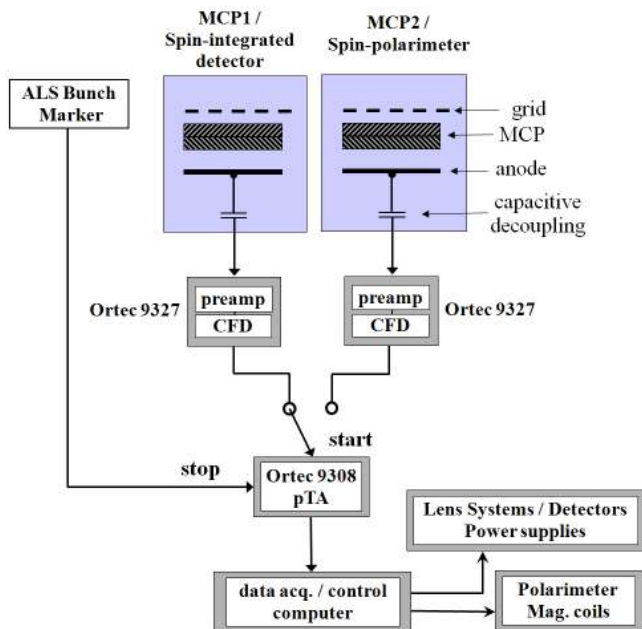 MCP1 /
Spin-integrated
detector
MCP2 /
Spin-polarimeter
ALS Bunch
Marker
grid
MCP
anode
capacitive
decoupling
Ortec 9327
preamp
CFD
preamp
CFD
Ortec 9327
start
stop
Ortec 9308
pTA
Lens Systems / Detectors
Power supplies
data acq. / control
computer
Polarimeter
Mag. coils